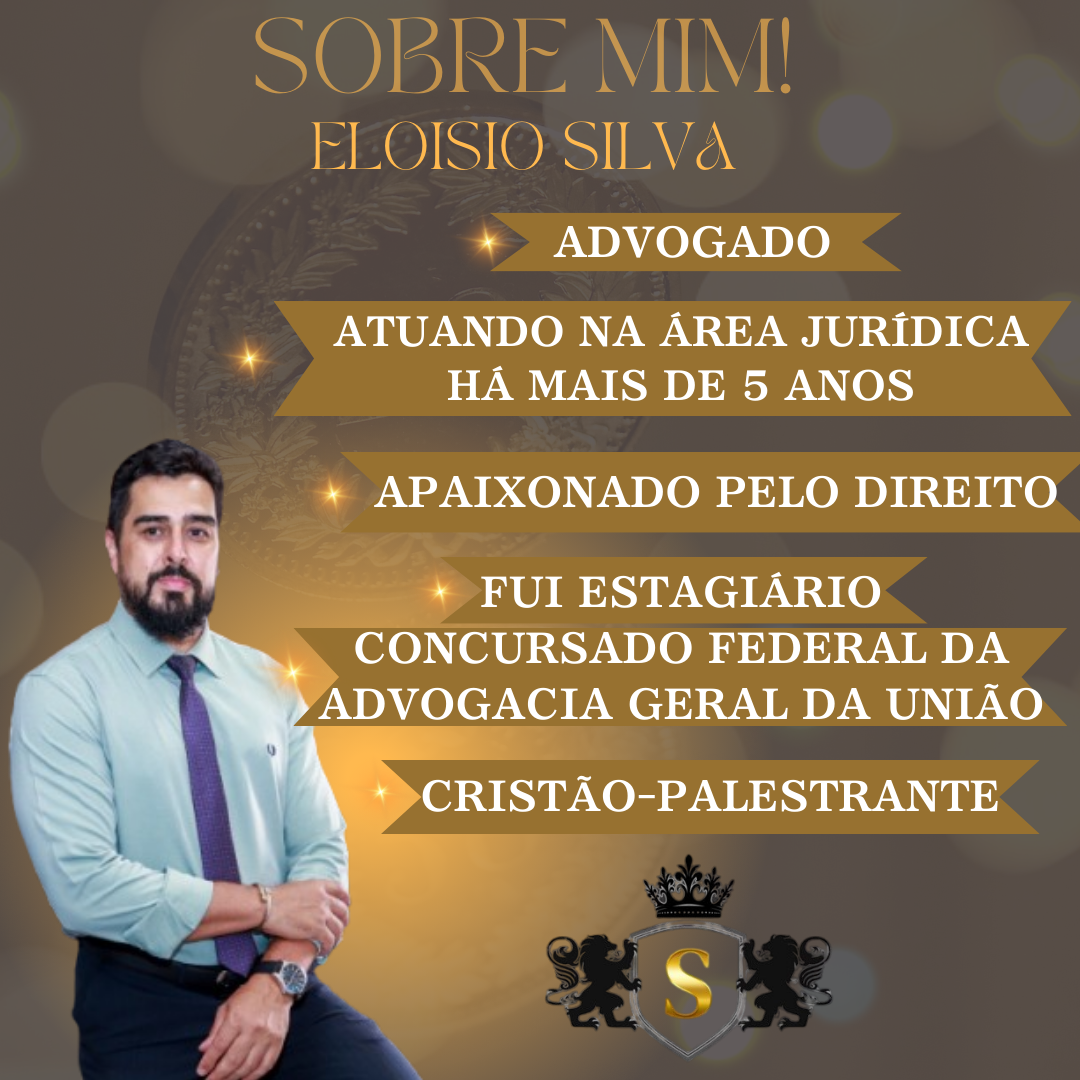 SOBRE MIM!
ELOISIO SILVA
ADVOGADO
ATUANDO NA ÁREA JURÍDICA
HÁ MAIS DE 5 ANOS
APAIXONADO PELO DIREITO
FUI ESTAGIÁRIO
CONCURSADO FEDERAL DA
ADVOGACIA GERAL DA UNIÃO
CRISTÃO-PALESTRANTE
S